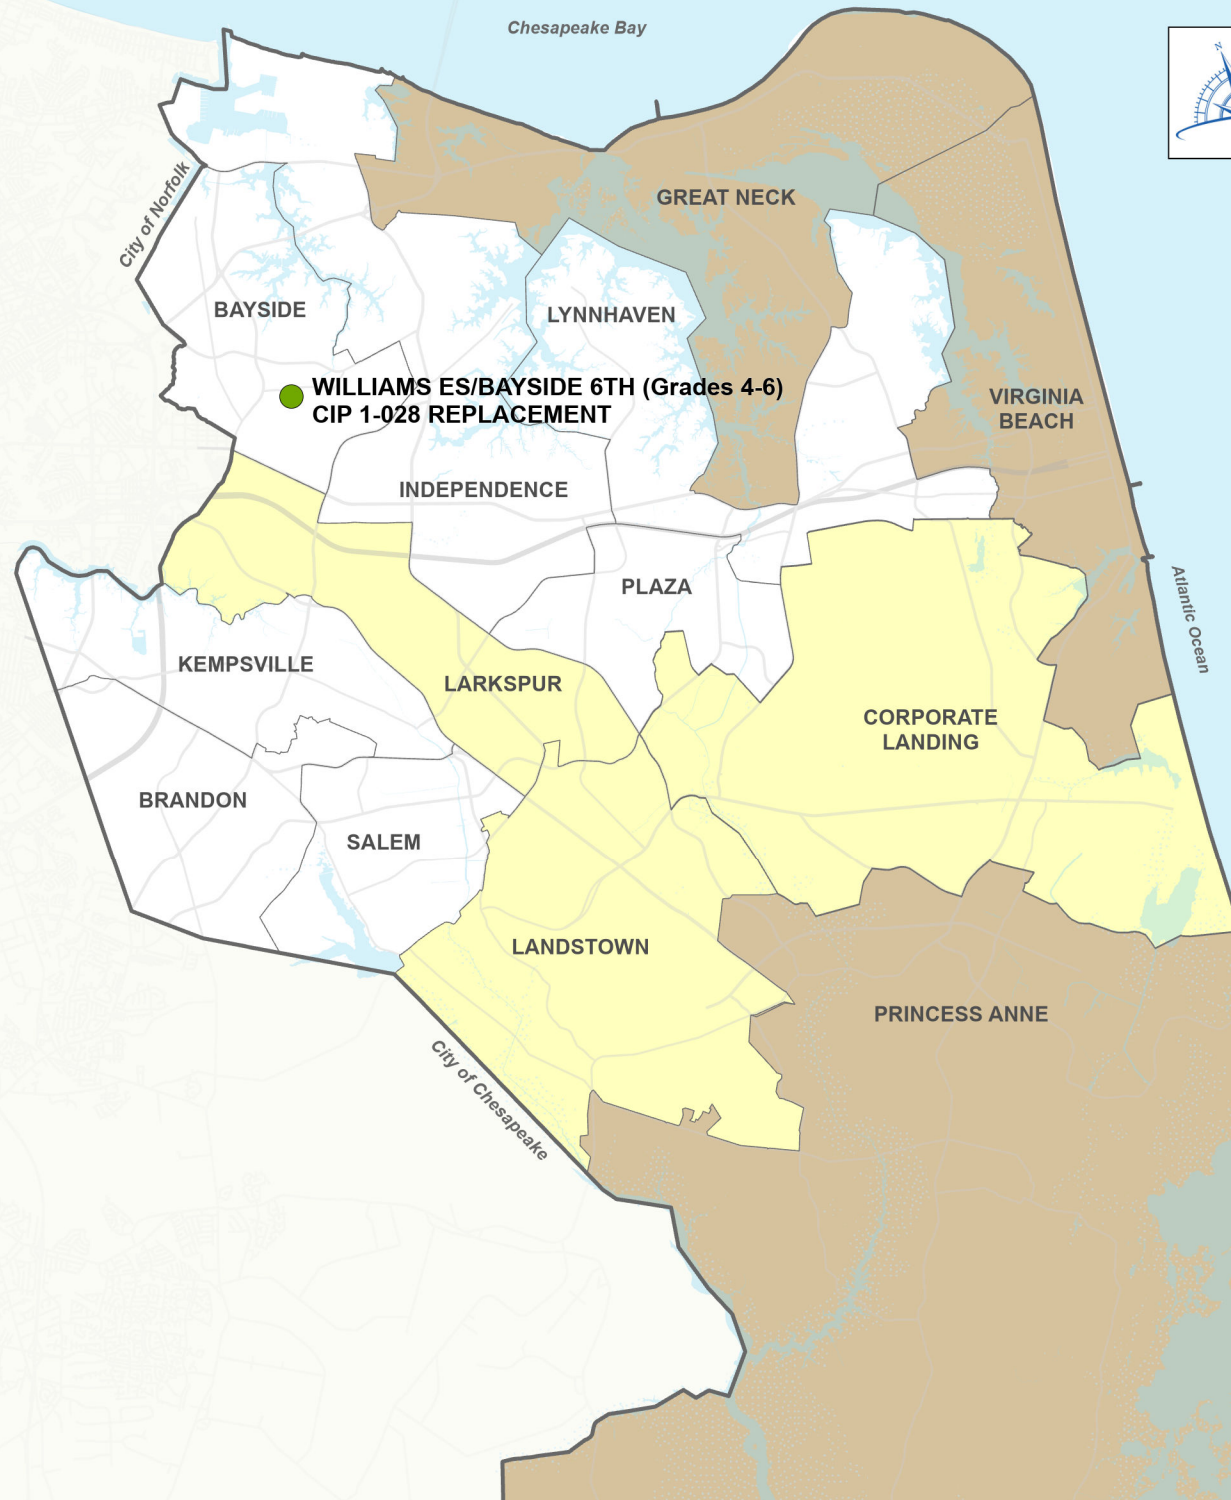 Chesapeake Bay
N
City of Norfolk
GREAT NECK
BAYSIDE
LYNNHAVEN
WILLIAMS ES/BAYSIDE 6TH (Grades 4-6)
CIP 1-028 REPLACEMENT
VIRGINIA
BEACH
INDEPENDENCE
PLAZA
Atlantic Ocean
KEMPSVILLE
LARKSPUR
CORPORATE
LANDING
BRANDON
SALEM
LANDSTOWN
PRINCESS ANNE
City of Chesapeake